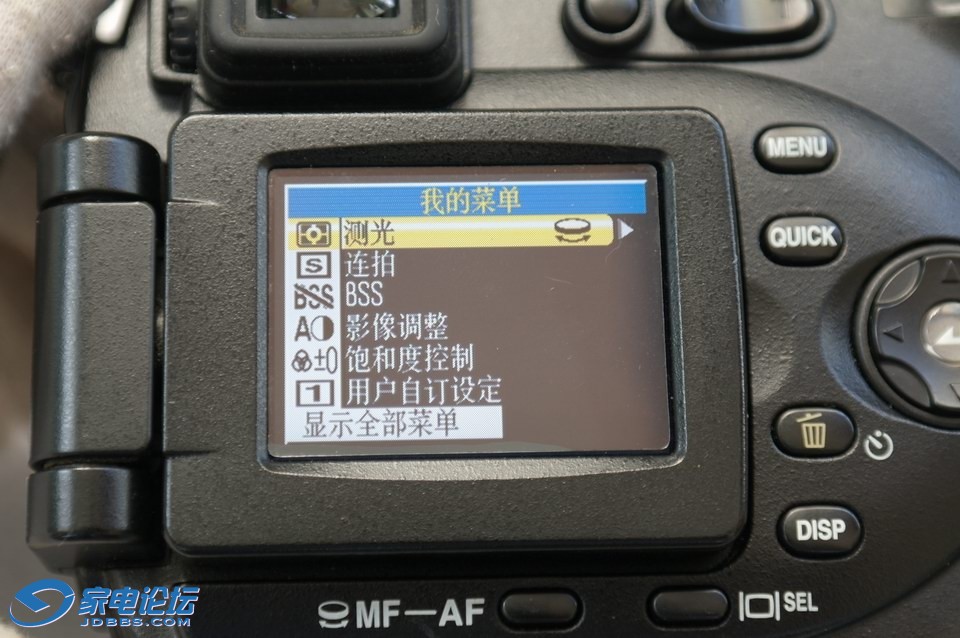 我的菜单
测光
S 连拍
BSS BSS
A 影像调整
±0 饱和度控制
1 用户自订设定
显示全部菜单
MENU
QUICK
DISP
MF—AF
SEL
家电论坛
JDBBS.COM